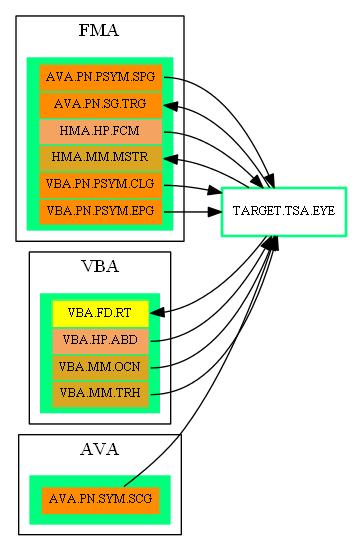 FMA
AVA.PN.PSYM.SPG
AVA.PN.SG.TRG
HMA.HP.FCM
HMA.MM.MSTR
VBA.PN.PSYM.CLG
VBA.PN.PSYM.EPG
TARGET.TSA.EYE
VBA
VBA.FD.RT
VBA.HP.ABD
VBA.MM.OCN
VBA.MM.TRH
AVA
AVA.PN.SYM.SCG